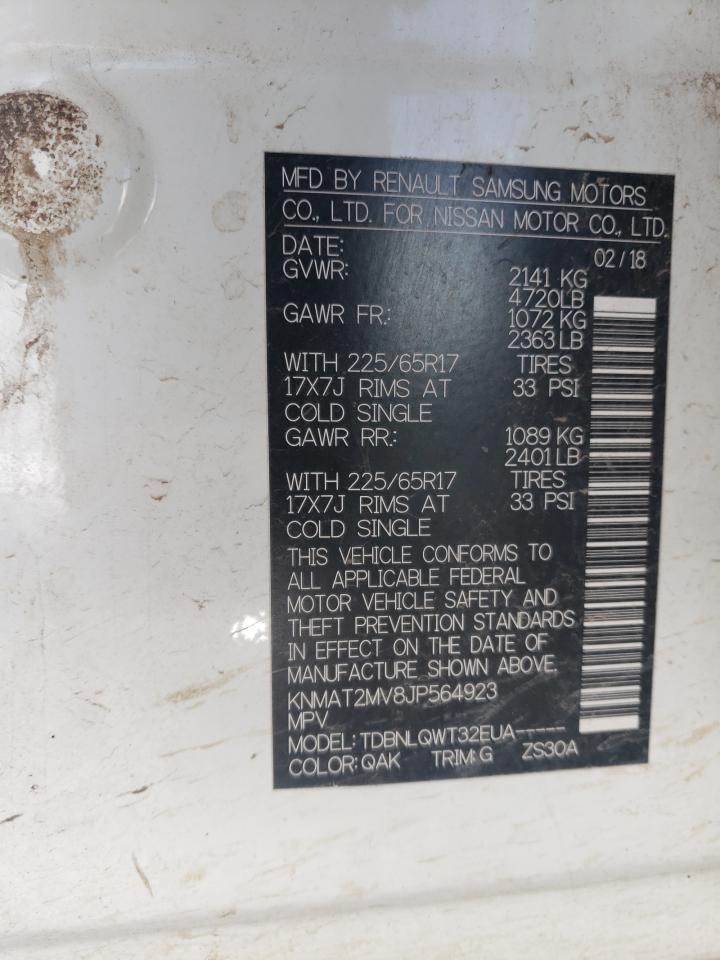 MFD BY RENAULT SAMSUNG MOTORS
CO., LTD. FOR NISSAN MOTOR CO., LTD.
DATE: 02/18
GVWR: 2141 KG
4720LB
GAWR FR.: 1072 KG
2363 LB
WITH 225/65R17 TIRES
17X7J RIMS AT 33 PSI
COLD SINGLE
GAWR RR.: 1089 KG
2401 LB
WITH 225/65R17 TIRES
17X7J RIMS AT 33 PSI
COLD SINGLE
THIS VEHICLE CONFORMS TO
ALL APPLICABLE FEDERAL
MOTOR VEHICLE SAFETY AND
THEFT PREVENTION STANDARDS
IN EFFECT ON THE DATE OF
MANUFACTURE SHOWN ABOVE.
KNMAT2MV8JP564923
MPV
MODEL: TDBNLQWT32EUA-----
COLOR: QAK TRIM: G ZS30A